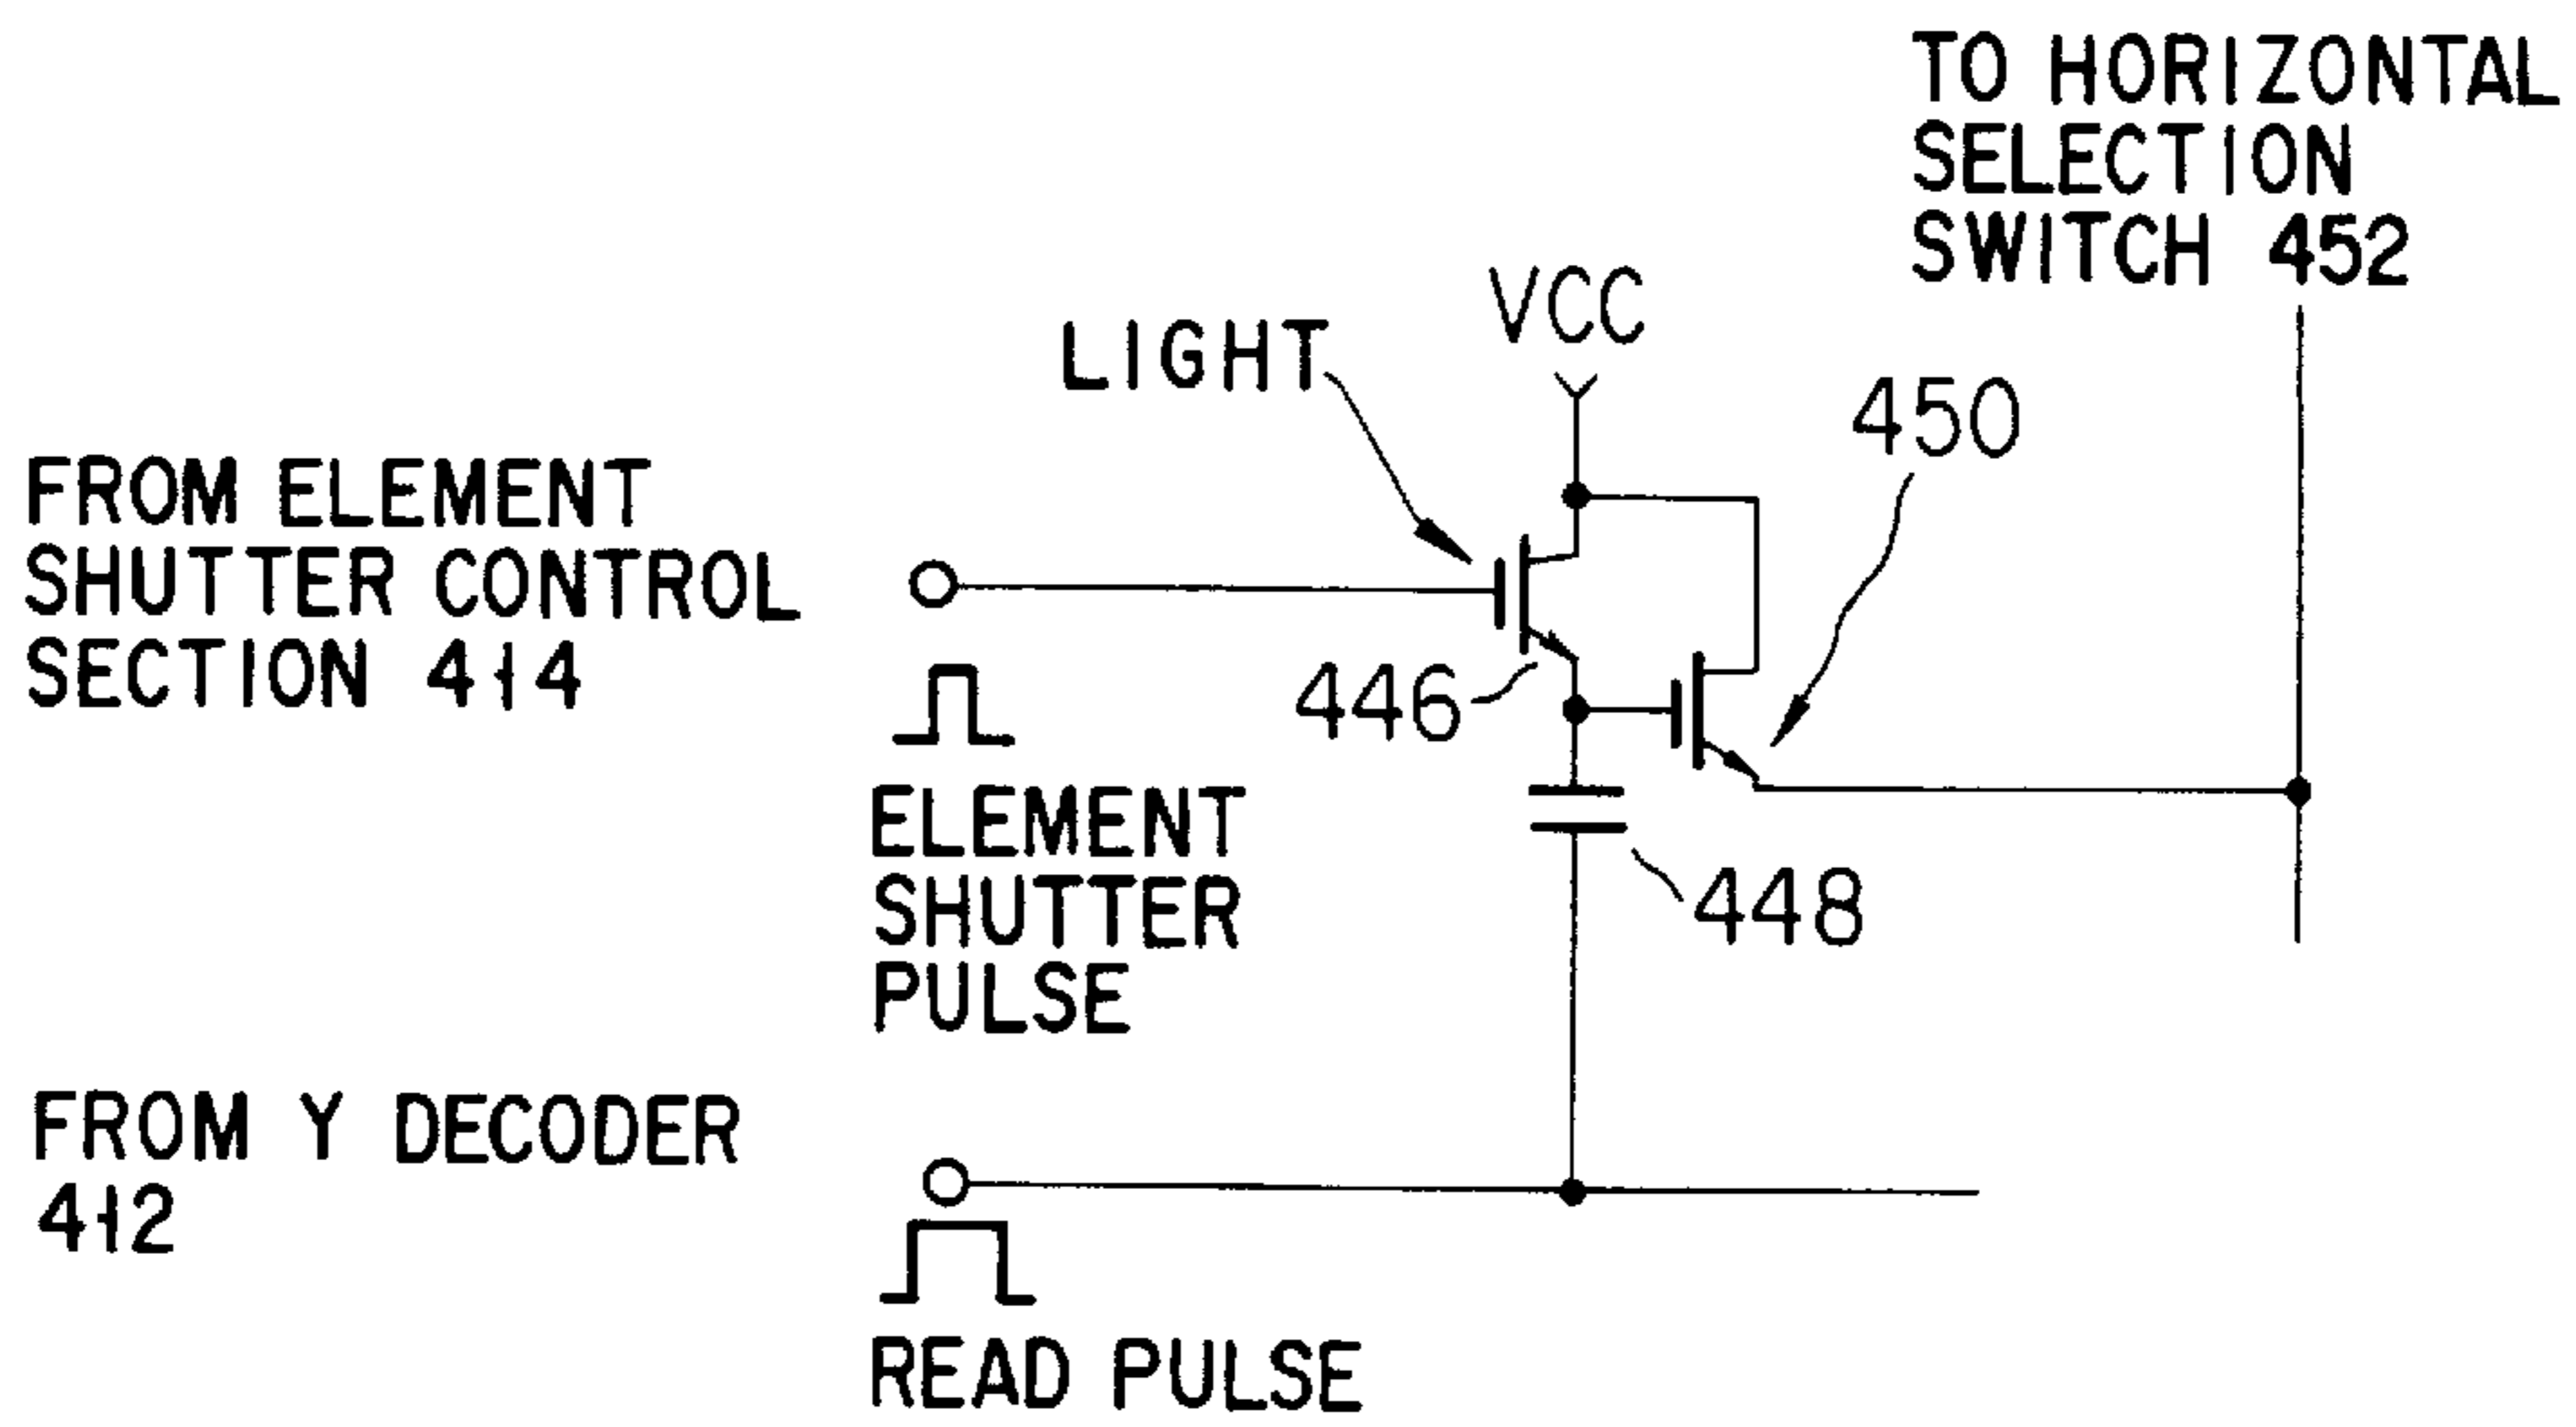 TO HORIZONTAL
SELECTION
SWITCH 452
VCC
LIGHT
450
FROM ELEMENT
SHUTTER CONTROL
SECTION 414
446
ELEMENT
SHUTTER
PULSE
448
FROM Y DECODER
412
READ PULSE